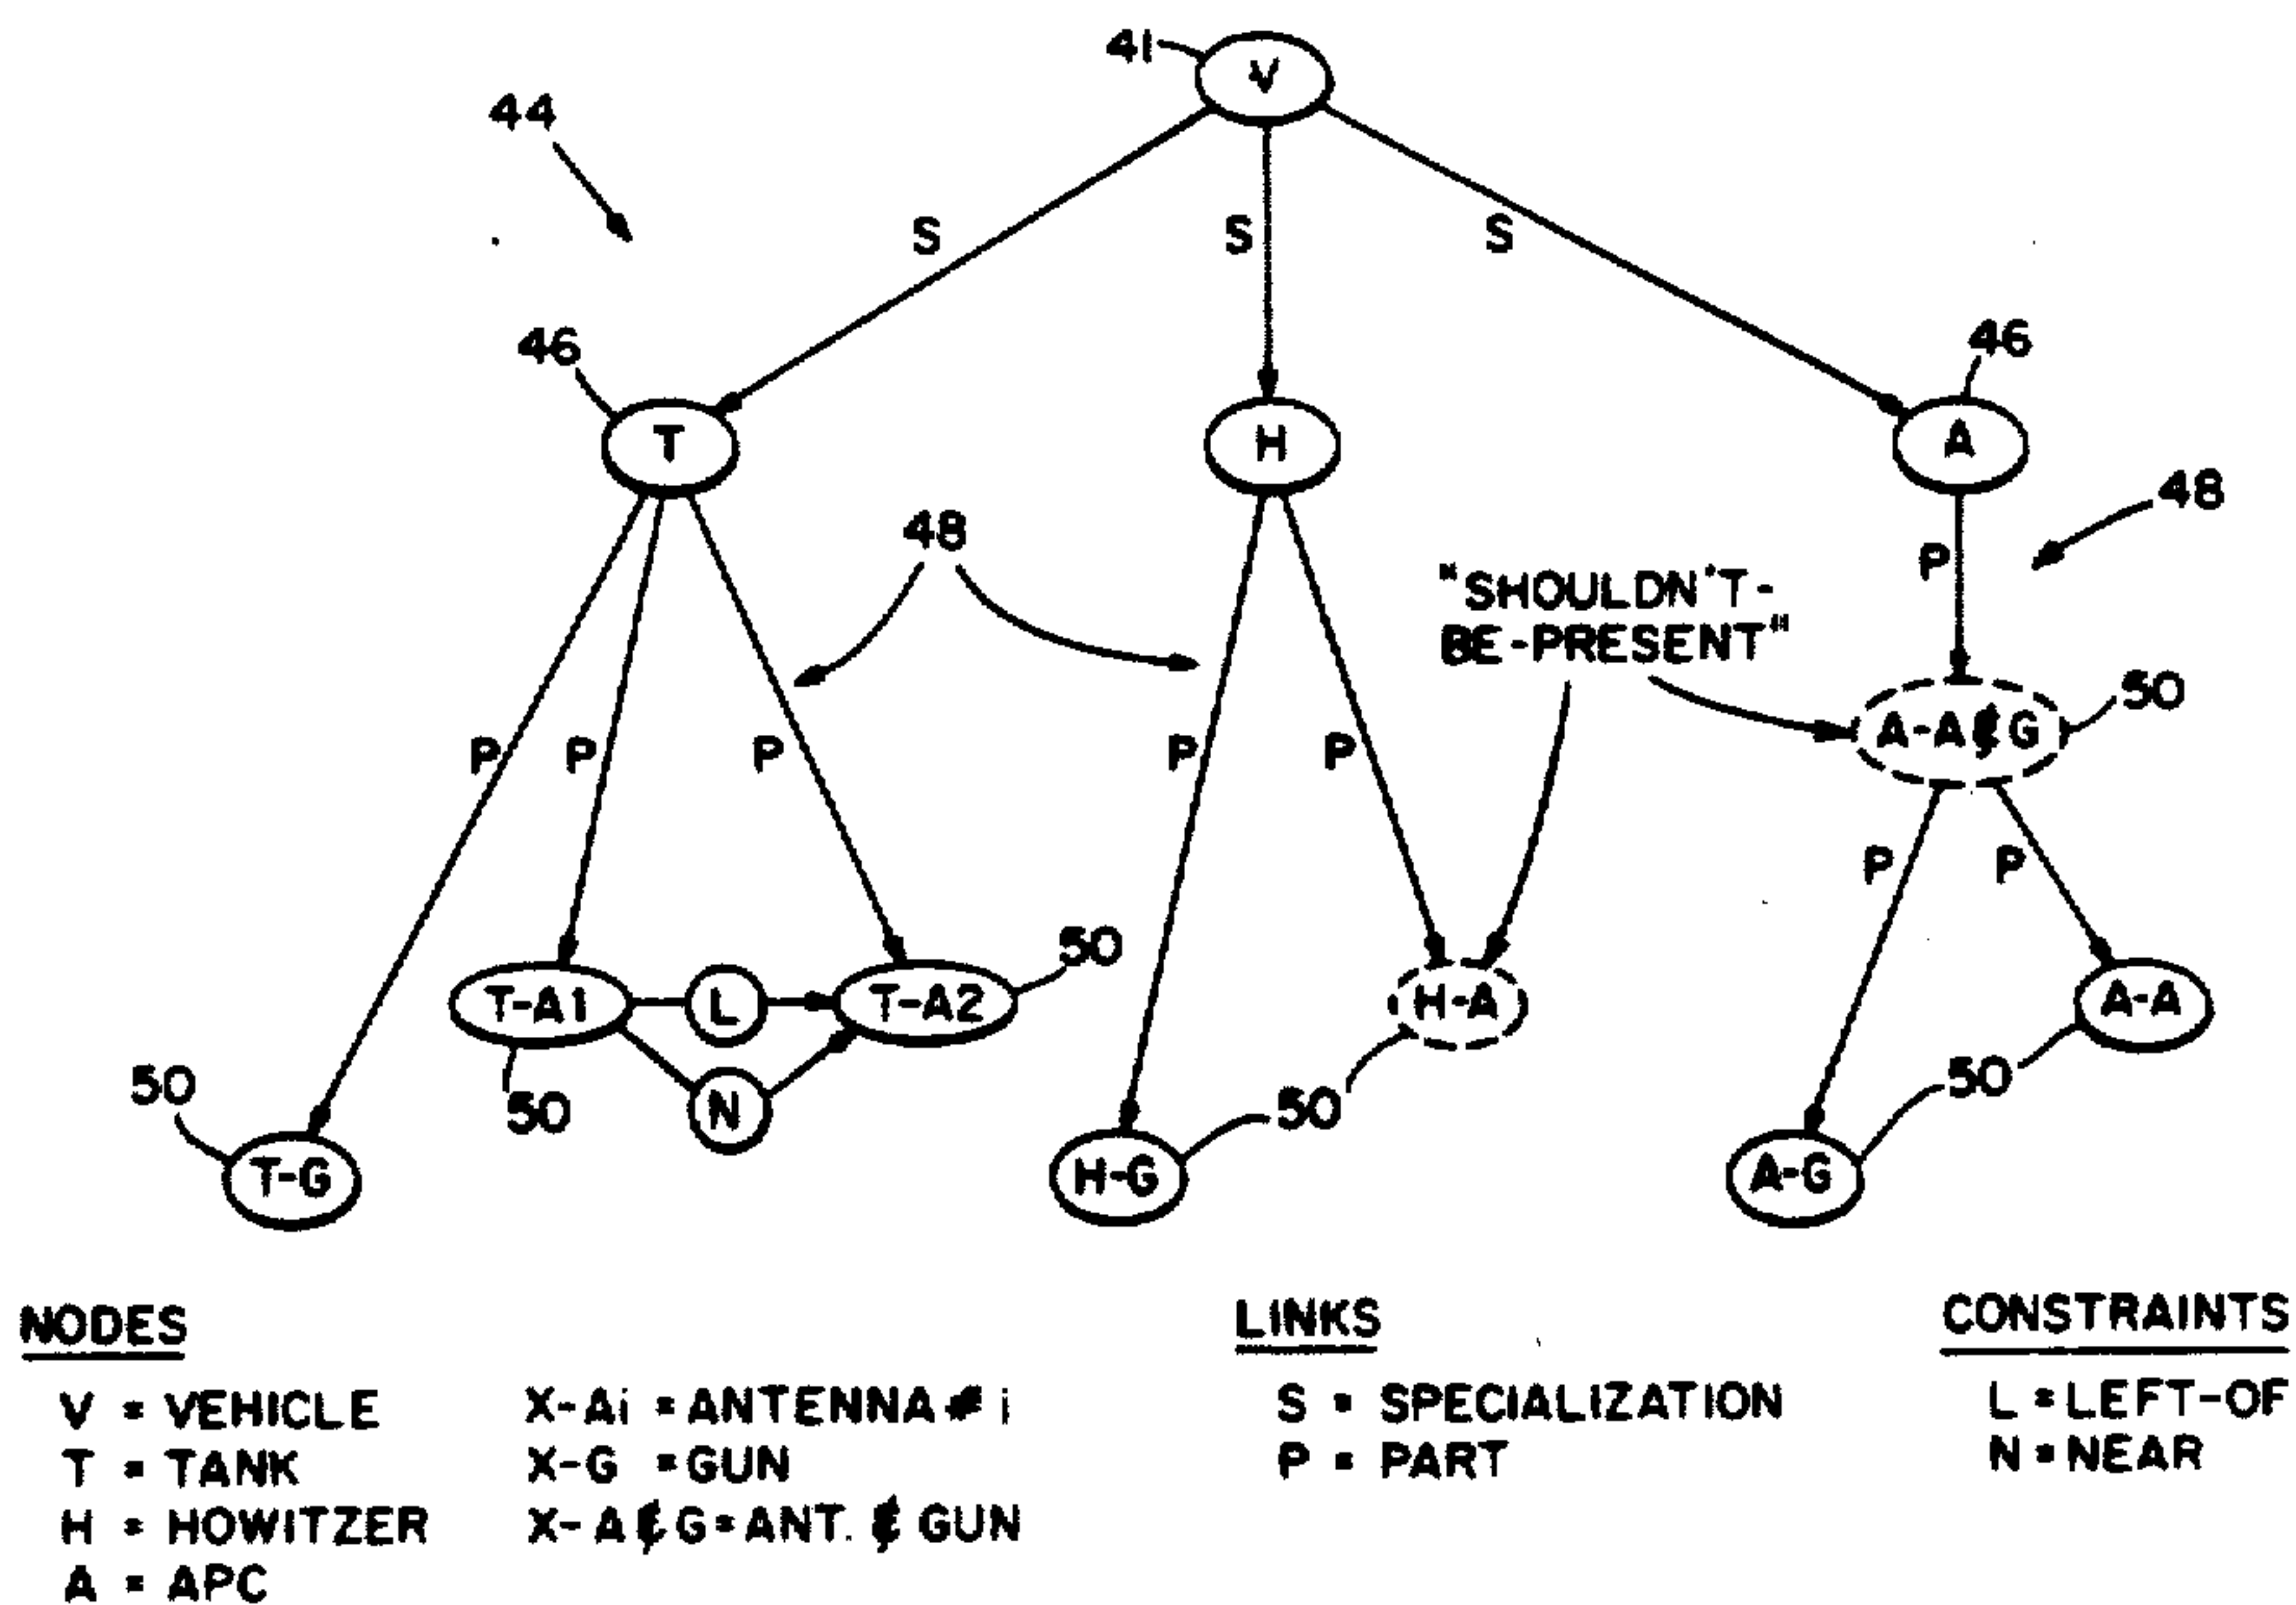 41
V
44
S
S
S
46
46
T
H
A
48
48
P
"SHOULDN'T-
BE-PRESENT"
50
A-A&G
P
P
P
P
P
P
P
50
T-A1
L
T-A2
H-A
A-A
50
50
N
50
50
T-G
H-G
A-G
NODES
V = VEHICLE
T = TANK
H = HOWITZER
A = APC
X-Ai = ANTENNA # i
X-G = GUN
X-A&G = ANT. & GUN
LINKS
S = SPECIALIZATION
P = PART
CONSTRAINTS
L = LEFT-OF
N = NEAR